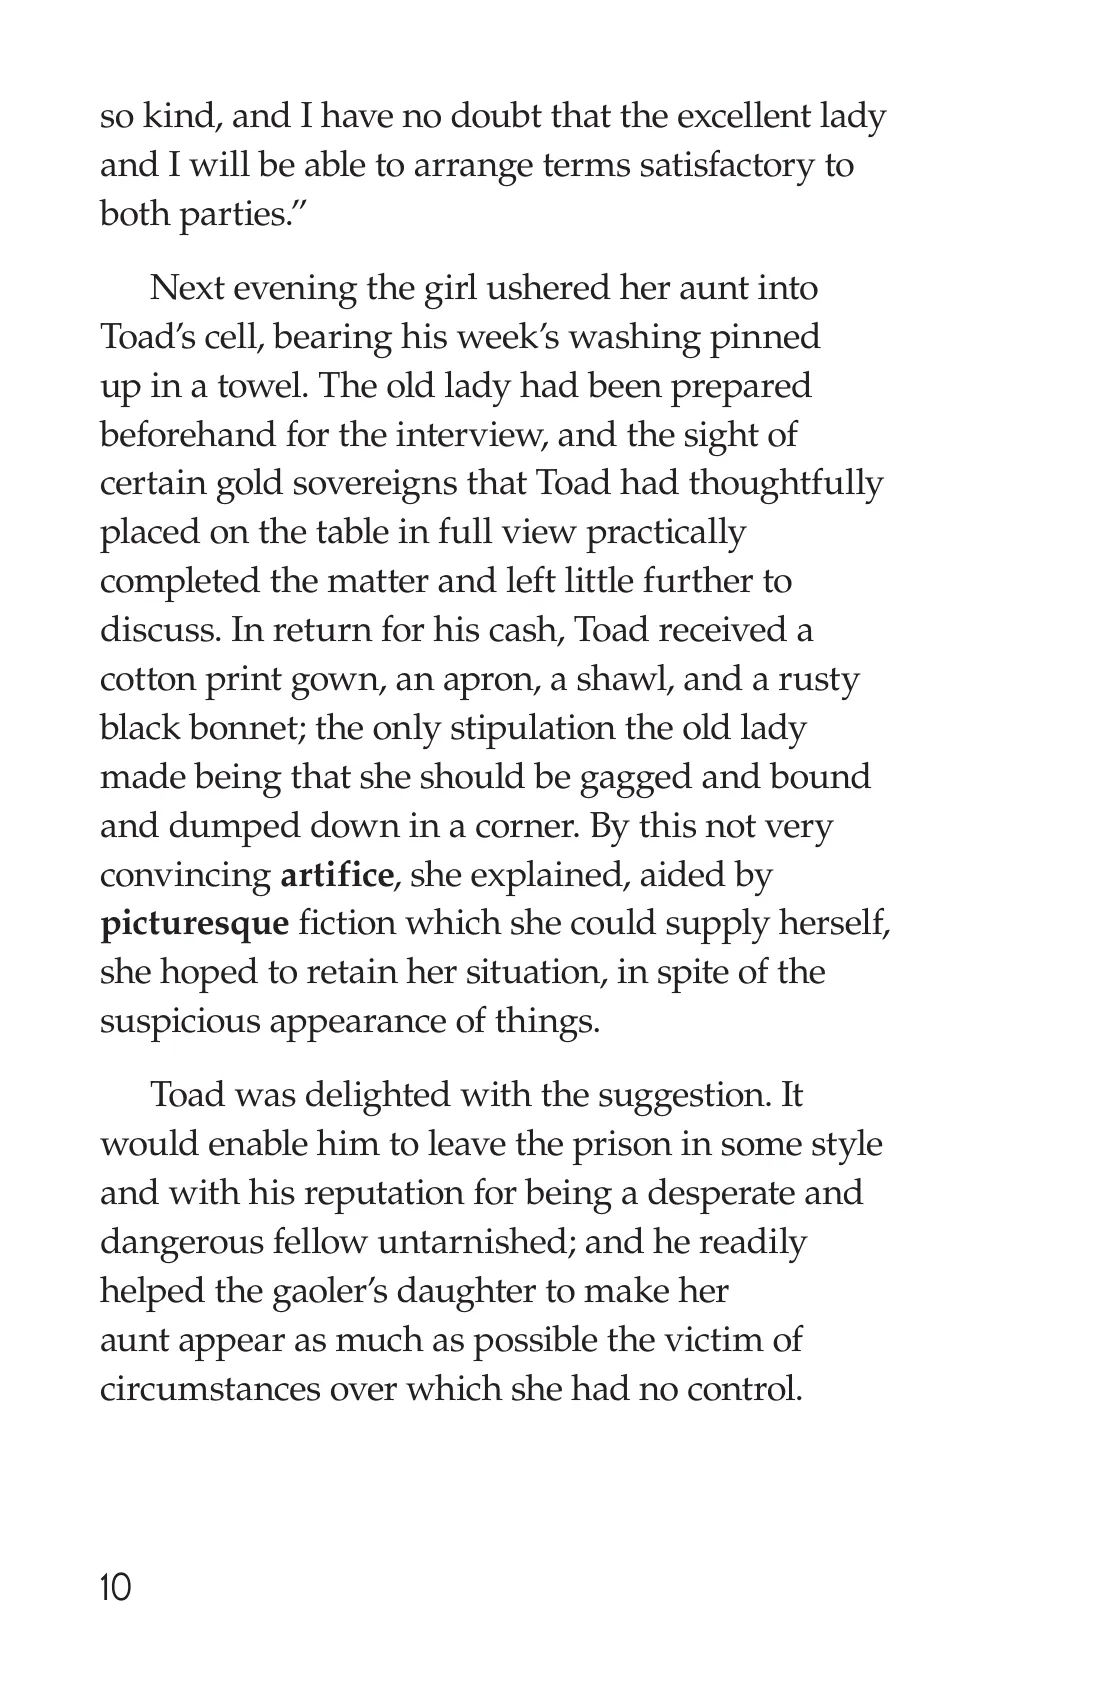 so kind, and I have no doubt that the excellent lady
and I will be able to arrange terms satisfactory to
both parties.”
Next evening the girl ushered her aunt into
Toad’s cell, bearing his week’s washing pinned
up in a towel. The old lady had been prepared
beforehand for the interview, and the sight of
certain gold sovereigns that Toad had thoughtfully
placed on the table in full view practically
completed the matter and left little further to
discuss. In return for his cash, Toad received a
cotton print gown, an apron, a shawl, and a rusty
black bonnet; the only stipulation the old lady
made being that she should be gagged and bound
and dumped down in a corner. By this not very
convincing artifice, she explained, aided by
picturesque fiction which she could supply herself,
she hoped to retain her situation, in spite of the
suspicious appearance of things.
Toad was delighted with the suggestion. It
would enable him to leave the prison in some style
and with his reputation for being a desperate and
dangerous fellow untarnished; and he readily
helped the gaoler’s daughter to make her
aunt appear as much as possible the victim of
circumstances over which she had no control.
10